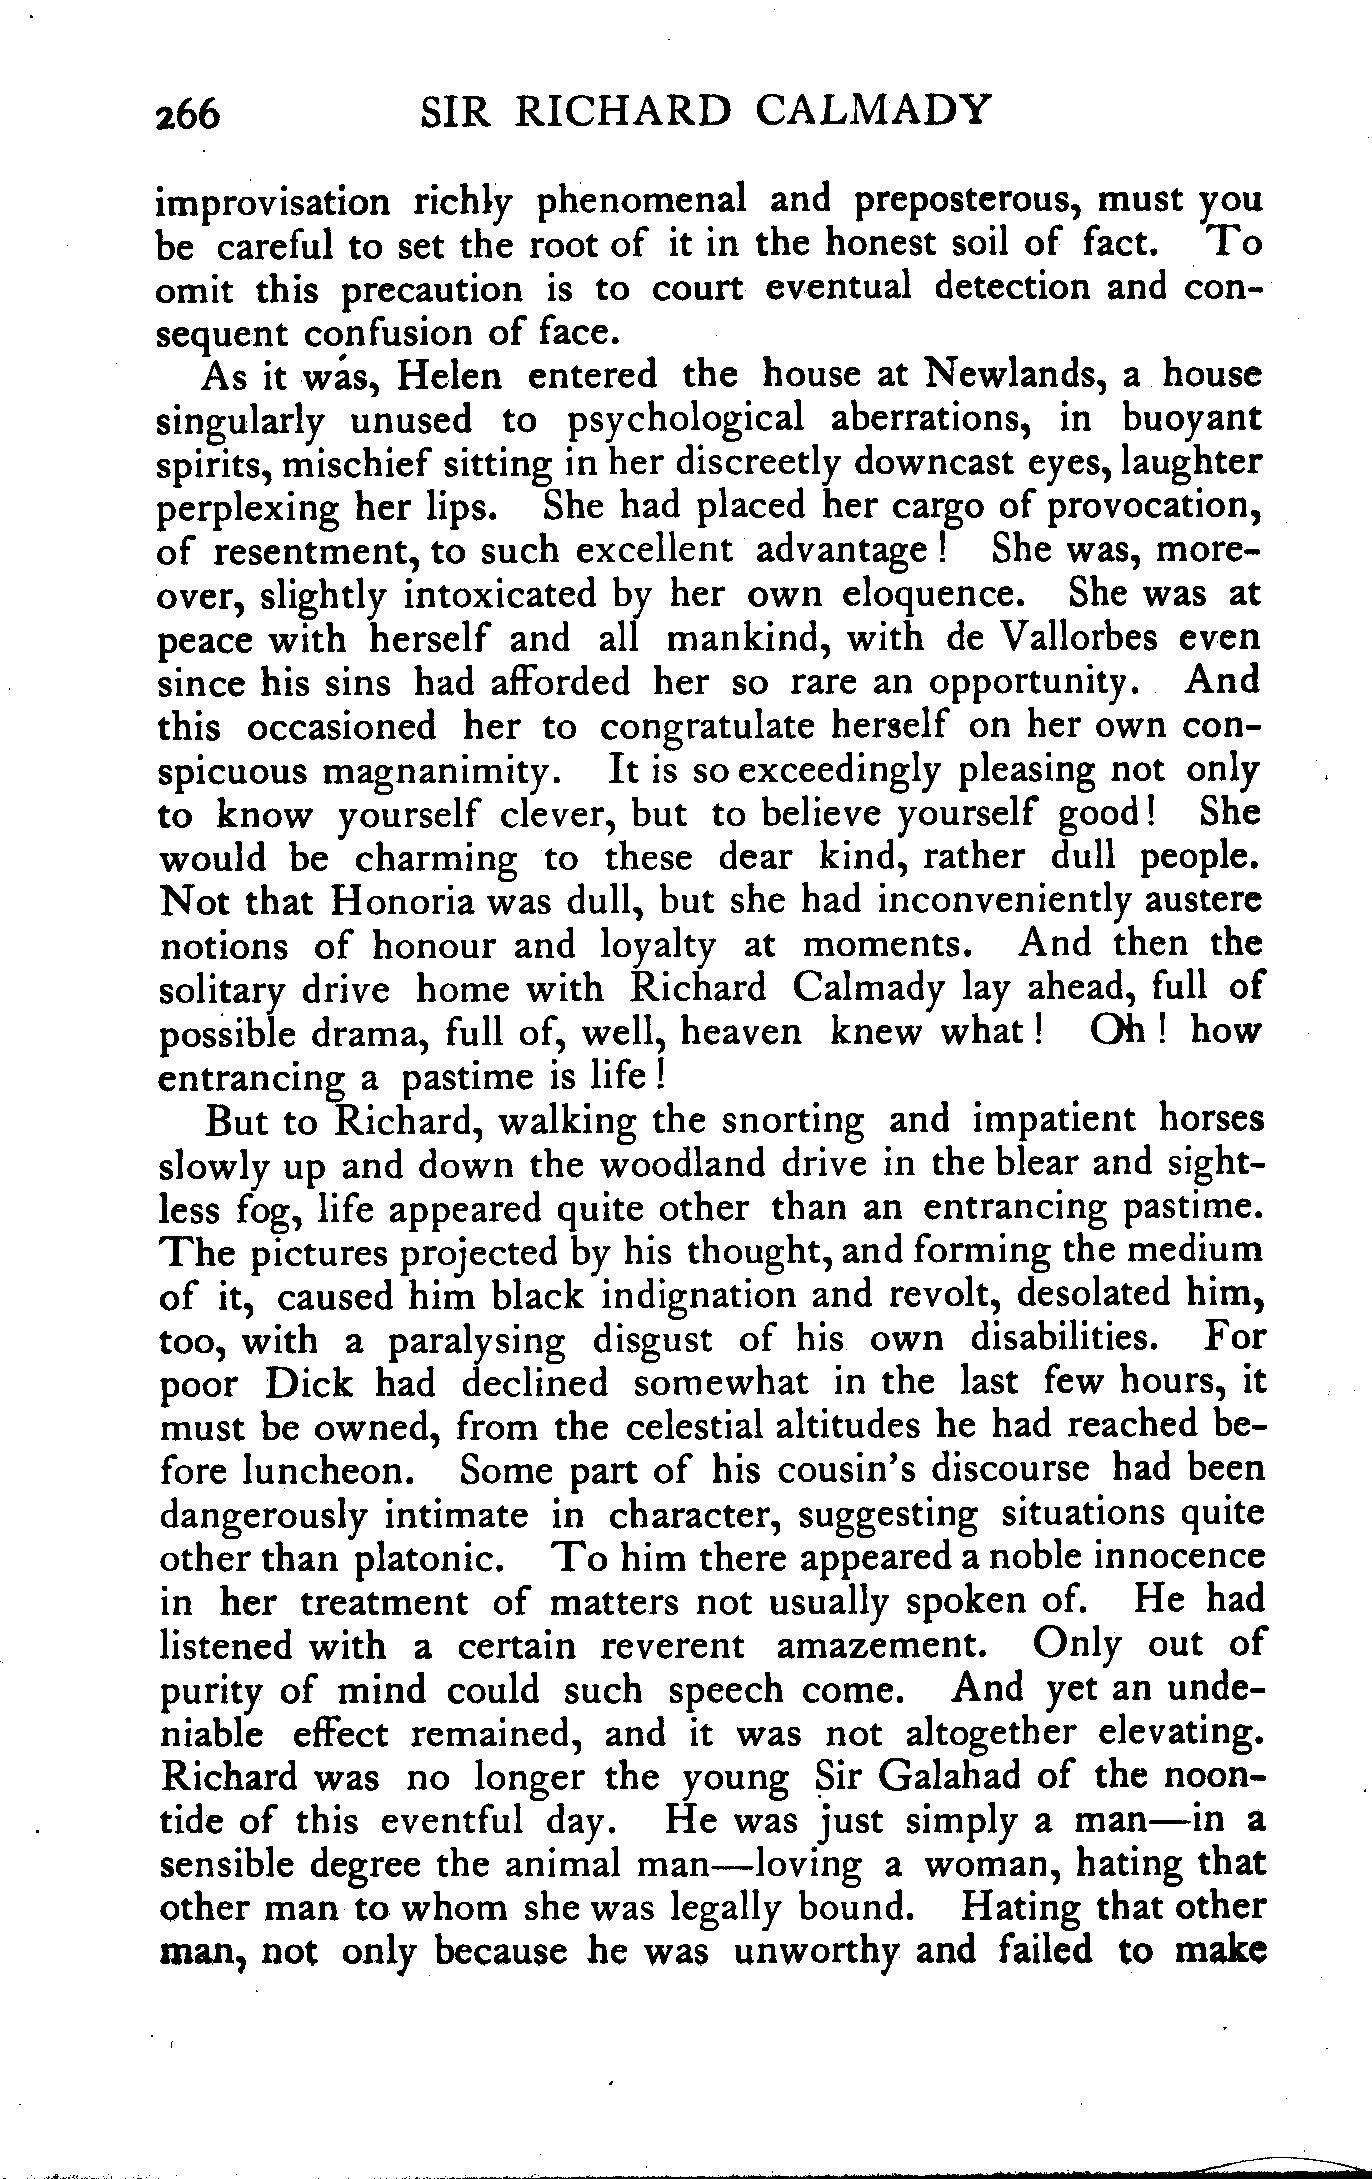 266 SIR RICHARD CALMADY
improvisation richly phenomenal and preposterous, must you
be careful to set the root of it in the honest soil of fact. To
omit this precaution is to court eventual detection and con-
sequent confusion of face.
As it was, Helen entered the house at Newlands, a house
singularly unused to psychological aberrations, in buoyant
spirits, mischief sitting in her discreetly downcast eyes, laughter
perplexing her lips. She had placed her cargo of provocation,
of resentment, to such excellent advantage! She was, more-
over, slightly intoxicated by her own eloquence. She was at
peace with herself and all mankind, with de Vallorbes even
since his sins had afforded her so rare an opportunity. And
this occasioned her to congratulate herself on her own con-
spicuous magnanimity. It is so exceedingly pleasing not only
to know yourself clever, but to believe yourself good! She
would be charming to these dear kind, rather dull people.
Not that Honoria was dull, but she had inconveniently austere
notions of honour and loyalty at moments. And then the
solitary drive home with Richard Calmady lay ahead, full of
possible drama, full of, well, heaven knew what! Oh! how
entrancing a pastime is life!
But to Richard, walking the snorting and impatient horses
slowly up and down the woodland drive in the blear and sight-
less fog, life appeared quite other than an entrancing pastime.
The pictures projected by his thought, and forming the medium
of it, caused him black indignation and revolt, desolated him,
too, with a paralysing disgust of his own disabilities. For
poor Dick had declined somewhat in the last few hours, it
must be owned, from the celestial altitudes he had reached be-
fore luncheon. Some part of his cousin's discourse had been
dangerously intimate in character, suggesting situations quite
other than platonic. To him there appeared a noble innocence
in her treatment of matters not usually spoken of. He had
listened with a certain reverent amazement. Only out of
purity of mind could such speech come. And yet an unde-
niable effect remained, and it was not altogether elevating.
Richard was no longer the young Sir Galahad of the noon-
tide of this eventful day. He was just simply a man—in a
sensible degree the animal man—loving a woman, hating that
other man to whom she was legally bound. Hating that other
man, not only because he was unworthy and failed to make